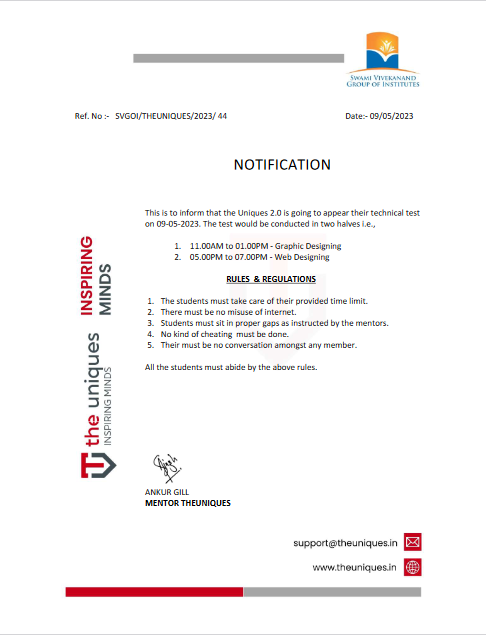 SWAMI VIVEKANAND
GROUP OF INSTITUTES
Ref. No :- SVGOI/THEUNIQUES/2023/ 44
Date:- 09/05/2023
NOTIFICATION
This is to inform that the Uniques 2.0 is going to appear their technical test
on 09-05-2023. The test would be conducted in two halves i.e.,
1. 11.00AM to 01.00PM - Graphic Designing
2. 05.00PM to 07.00PM - Web Designing
RULES & REGULATIONS
1. The students must take care of their provided time limit.
2. There must be no misuse of internet.
3. Students must sit in proper gaps as instructed by the mentors.
4. No kind of cheating must be done.
5. Their must be no conversation amongst any member.
All the students must abide by the above rules.
INSPIRING
MINDS
the uniques
INSPIRING MINDS
ANKUR GILL
MENTOR THEUNIQUES
support@theuniques.in
www.theuniques.in